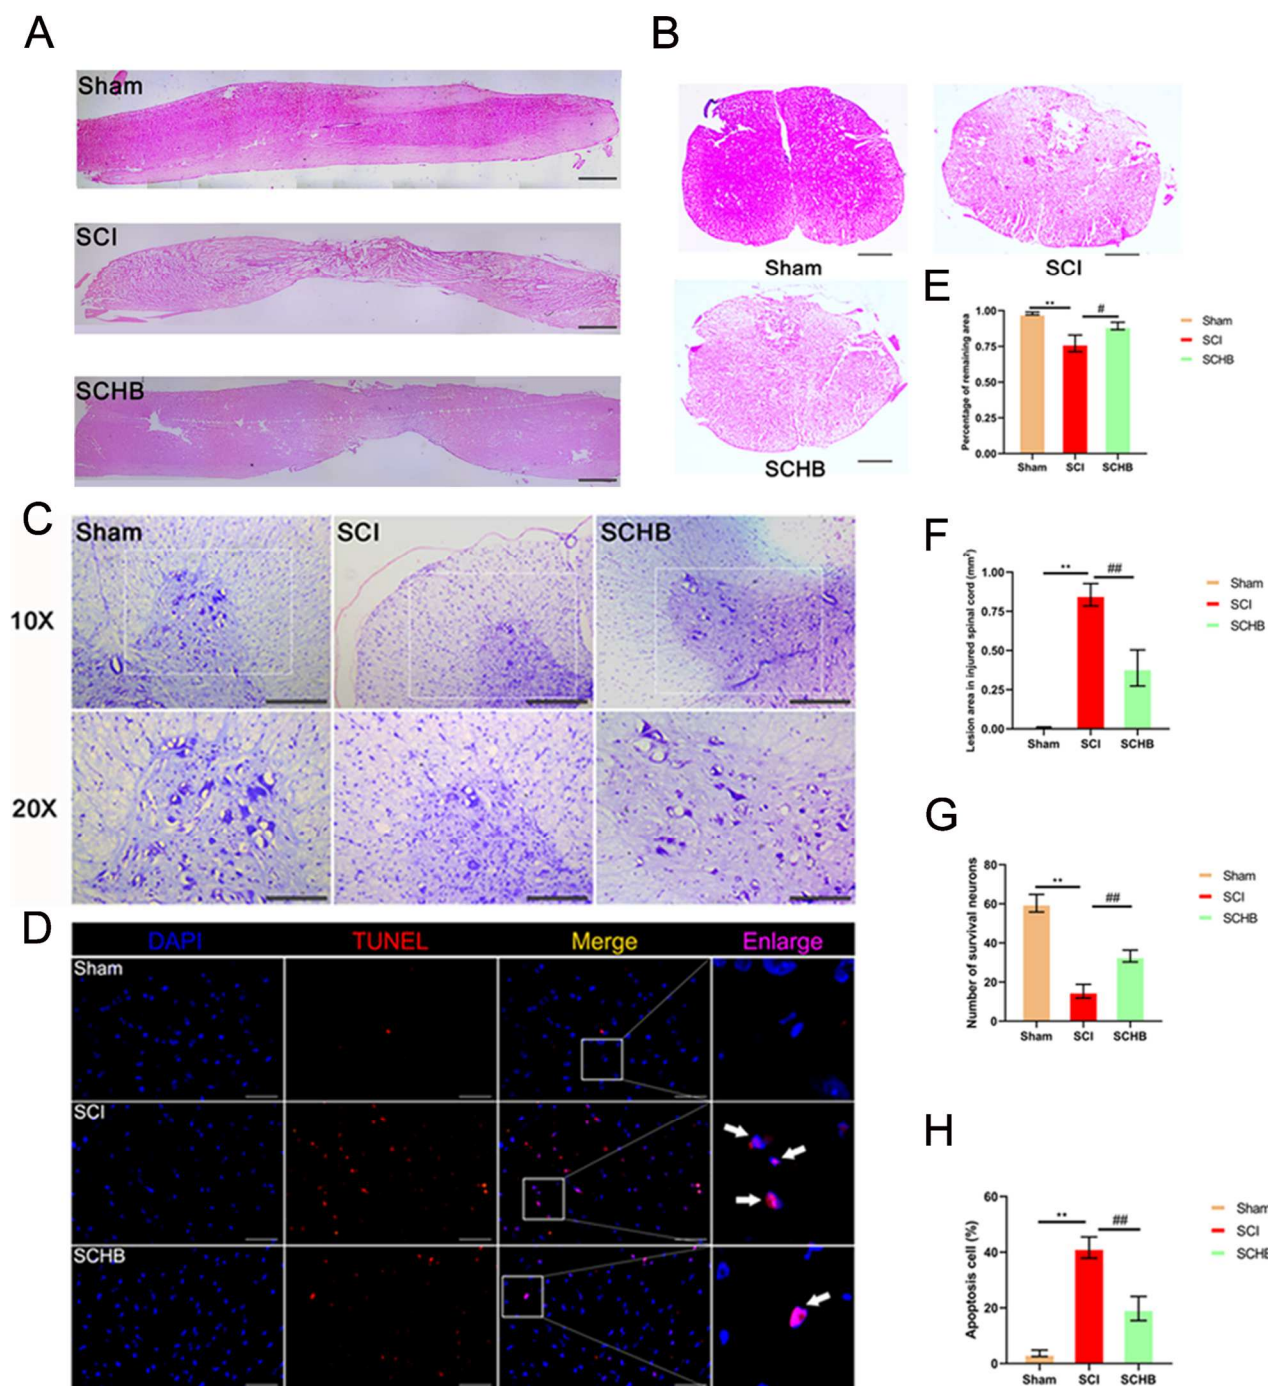 A
Sham
SCI
SCHB
B
Sham
SCI
SCHB
C
Sham
SCI
SCHB
10X
20X
D
DAPI
TUNEL
Merge
Enlarge
Sham
SCI
SCHB
E
Percentage of remaining area
1.00
0.75
0.50
0.25
0.00
**
#
Sham
SCI
SCHB
Sham
SCI
SCHB
F
Lesion area in injured spinal cord (mm²)
1.00
0.75
0.50
0.25
0.00
**
##
Sham
SCI
SCHB
Sham
SCI
SCHB
G
Number of survival neurons
80
60
40
20
0
**
##
Sham
SCI
SCHB
Sham
SCI
SCHB
H
Apoptosis cell (%)
60
40
20
0
**
##
Sham
SCI
SCHB
Sham
SCI
SCHB